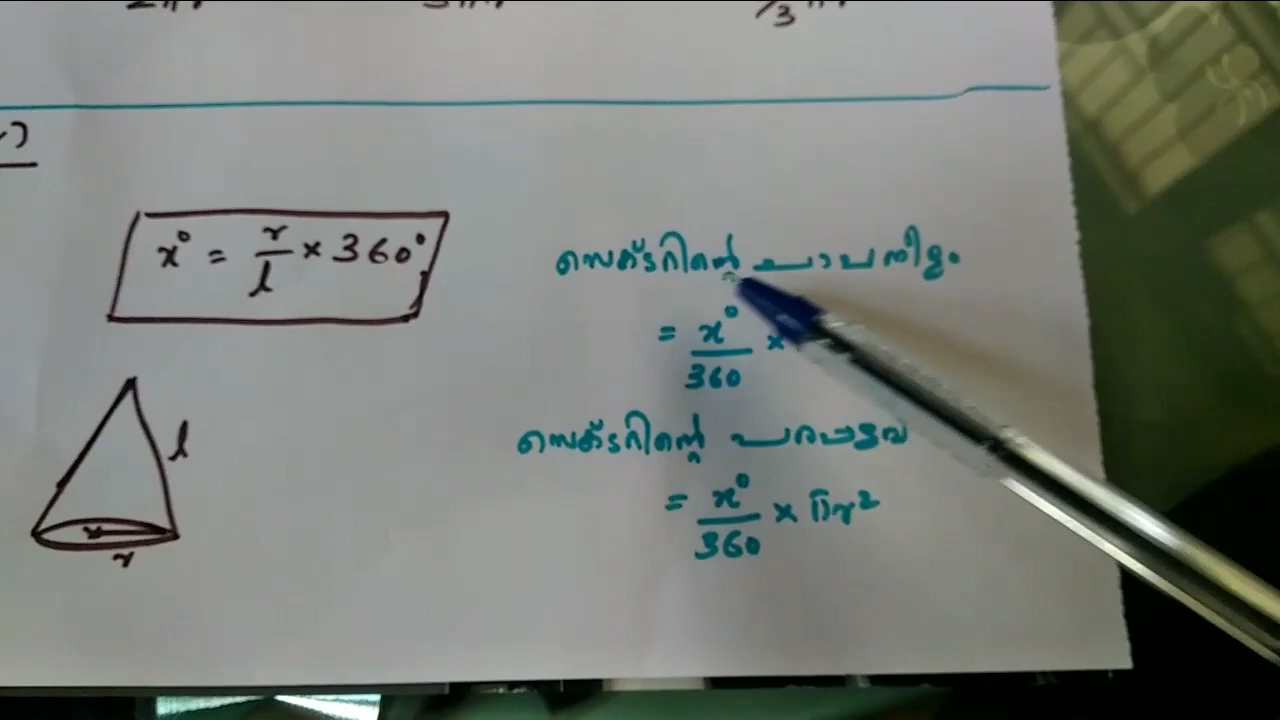 x° = r/l × 360°
സെക്ടറിന്റെ ചാപനീളം
= x°/360 ×
l
സെക്ടറിന്റെ പരപ്പളവ്
= x°/360 × πr²
r